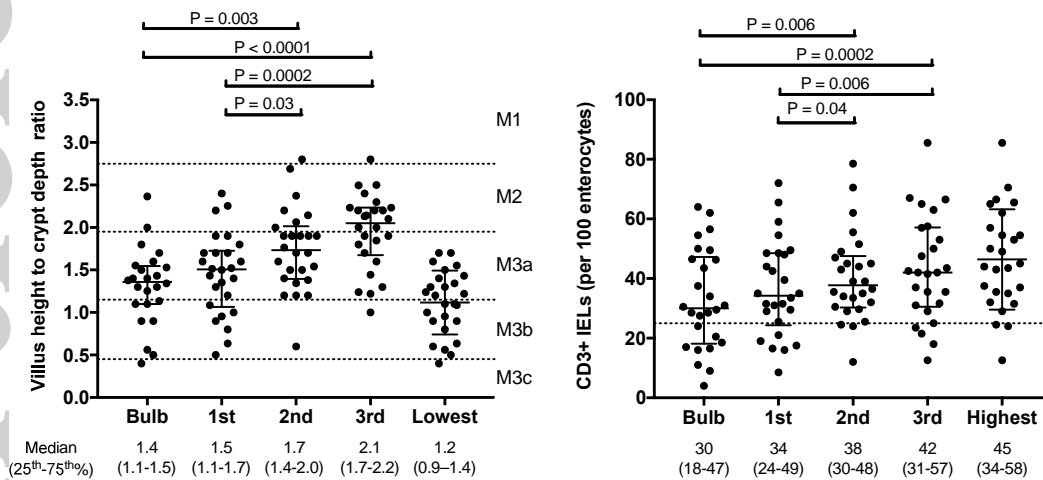 P = 0.003
P < 0.0001
P = 0.0002
P = 0.03
Villus height to crypt depth ratio
3.5
3.0
2.5
2.0
1.5
1.0
0.5
0.0
M1
M2
M3a
M3b
M3c
Bulb 1st 2nd 3rd Lowest
Median 1.4 1.5 1.7 2.1 1.2
(25th-75th%) (1.1-1.5) (1.1-1.7) (1.4-2.0) (1.7-2.2) (0.9–1.4)
P = 0.006
P = 0.0002
P = 0.006
P = 0.04
CD3+ IELs (per 100 enterocytes)
100
80
60
40
20
0
Bulb 1st 2nd 3rd Highest
30 34 38 42 45
(18-47) (24-49) (30-48) (31-57) (34-58)